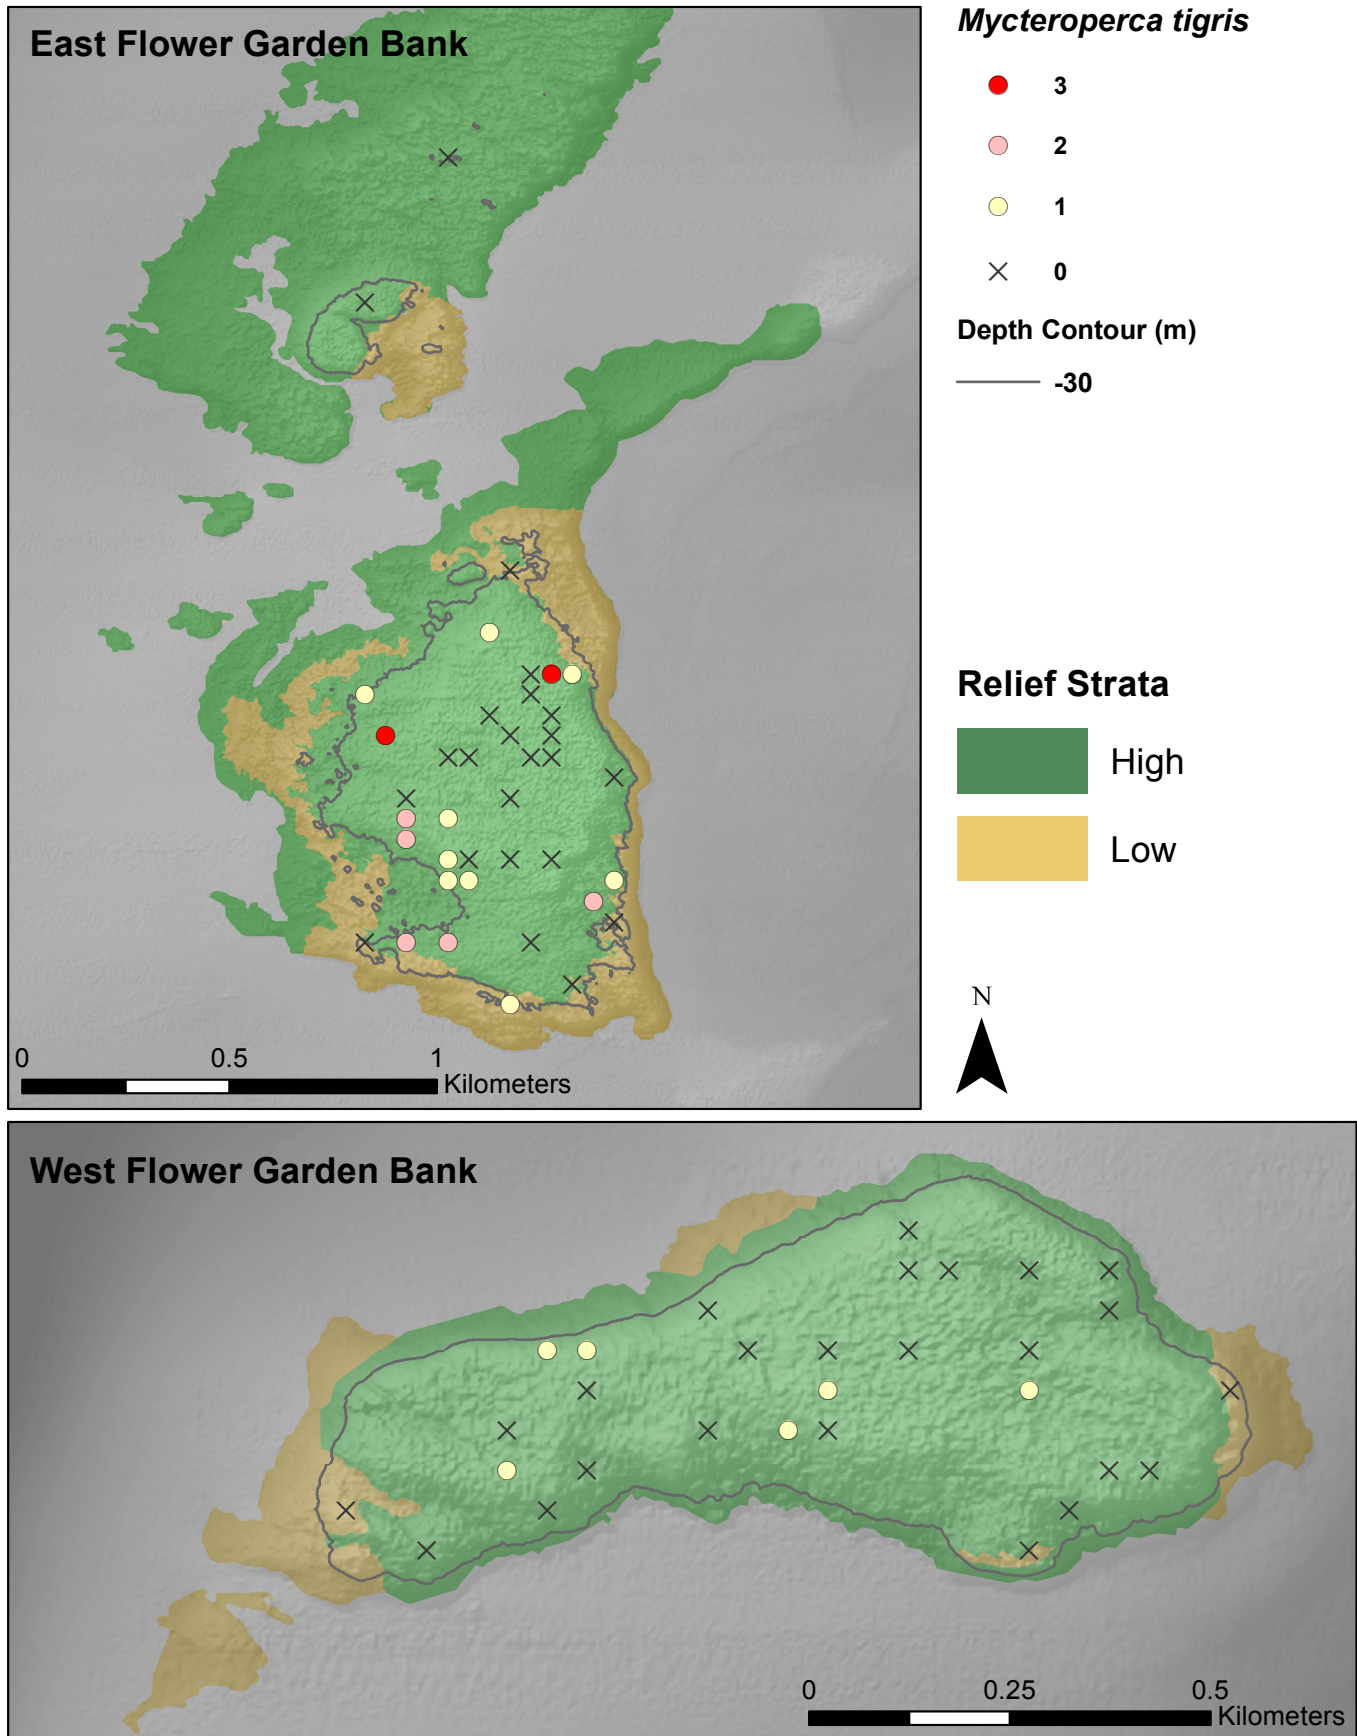 East Flower Garden Bank
0 0.5 1
Kilometers
Mycteroperca tigris
3
2
1
0
Depth Contour (m)
-30
Relief Strata
High
Low
N
West Flower Garden Bank
0 0.25 0.5
Kilometers